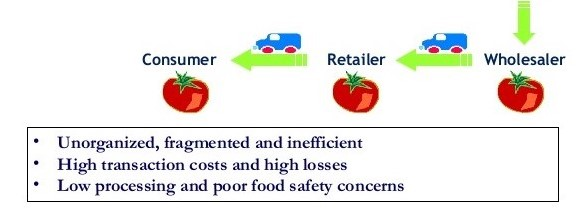 Consumer Retailer Wholesaler
• Unorganized, fragmented and inefficient
• High transaction costs and high losses
• Low processing and poor food safety concerns